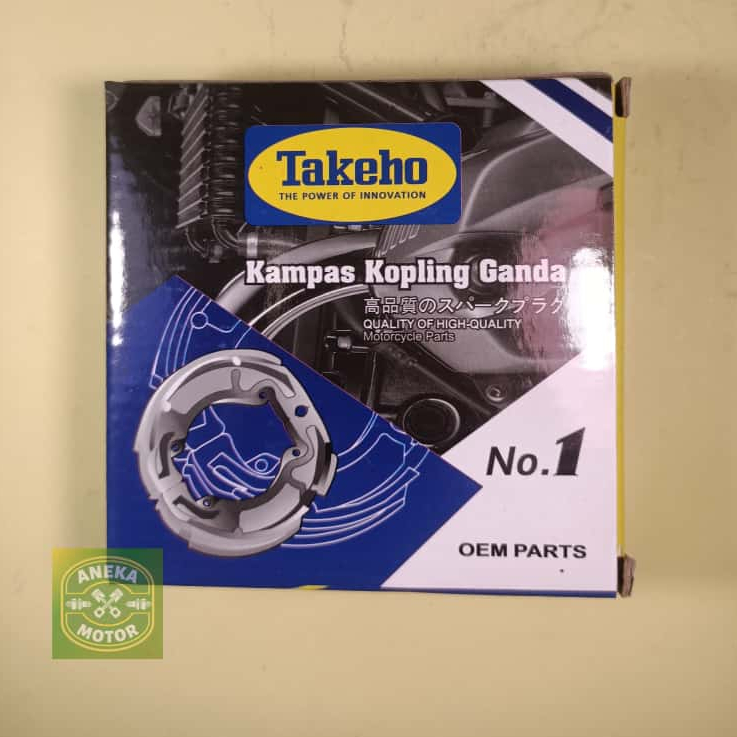 Takeho
THE POWER OF INNOVATION
Kampas Kopling Ganda
高品質のスパークプラグ
QUALITY OF HIGH-QUALITY
Motorcycle Parts
No.1
OEM PARTS
ANEKA
MOTOR